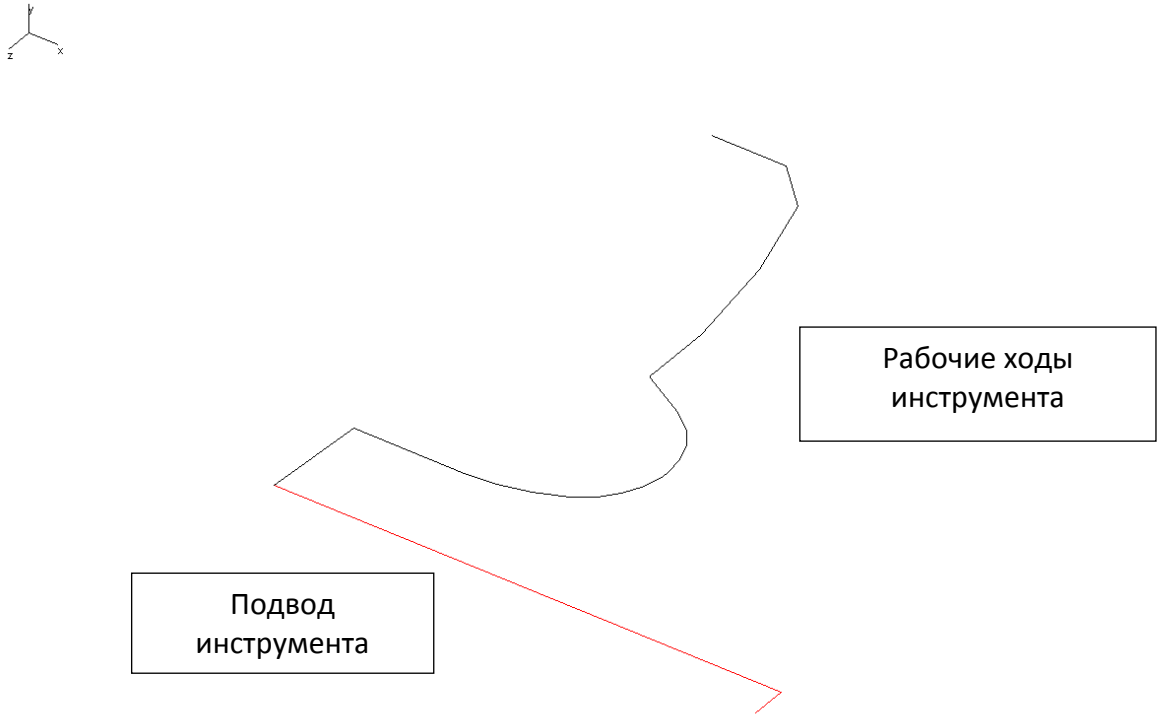 y
z
x
Рабочие ходы
инструмента
Подвод
инструмента